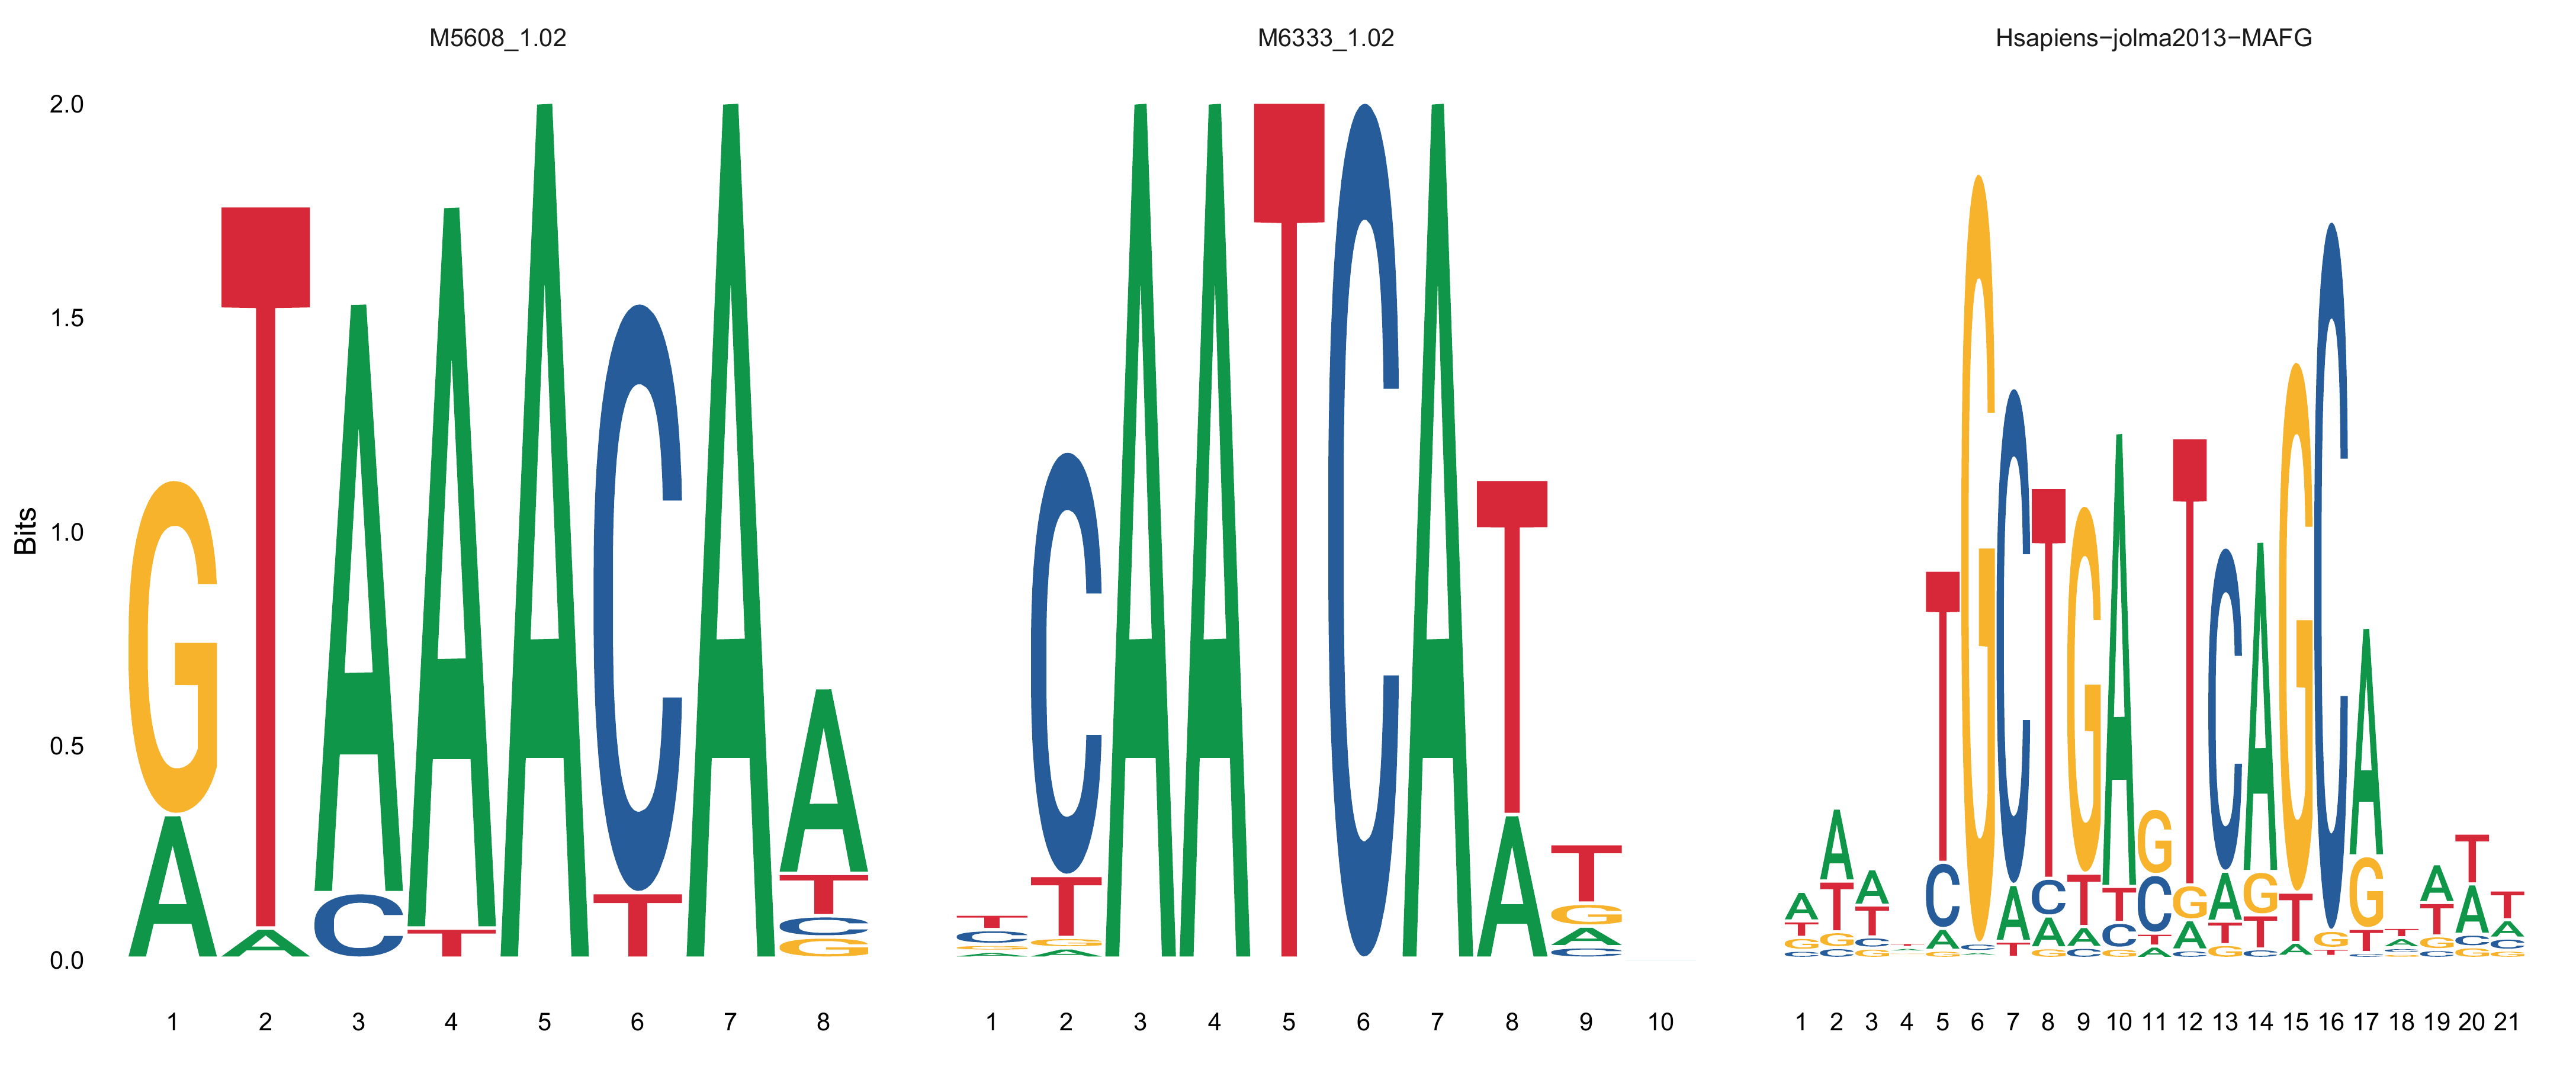 M5608_1.02 M6333_1.02 Hsapiens−jolma2013−MAFG
2.0
1.5
1.0
0.5
0.0
Bits
1 2 3 4 5 6 7 8
1 2 3 4 5 6 7 8 9 10
1 2 3 4 5 6 7 8 9 10 11 12 13 14 15 16 17 18 19 20 21
G T A A A C A A
A A C T T T
C
G
C A A T C A T T
T C T G A G T C A G C A